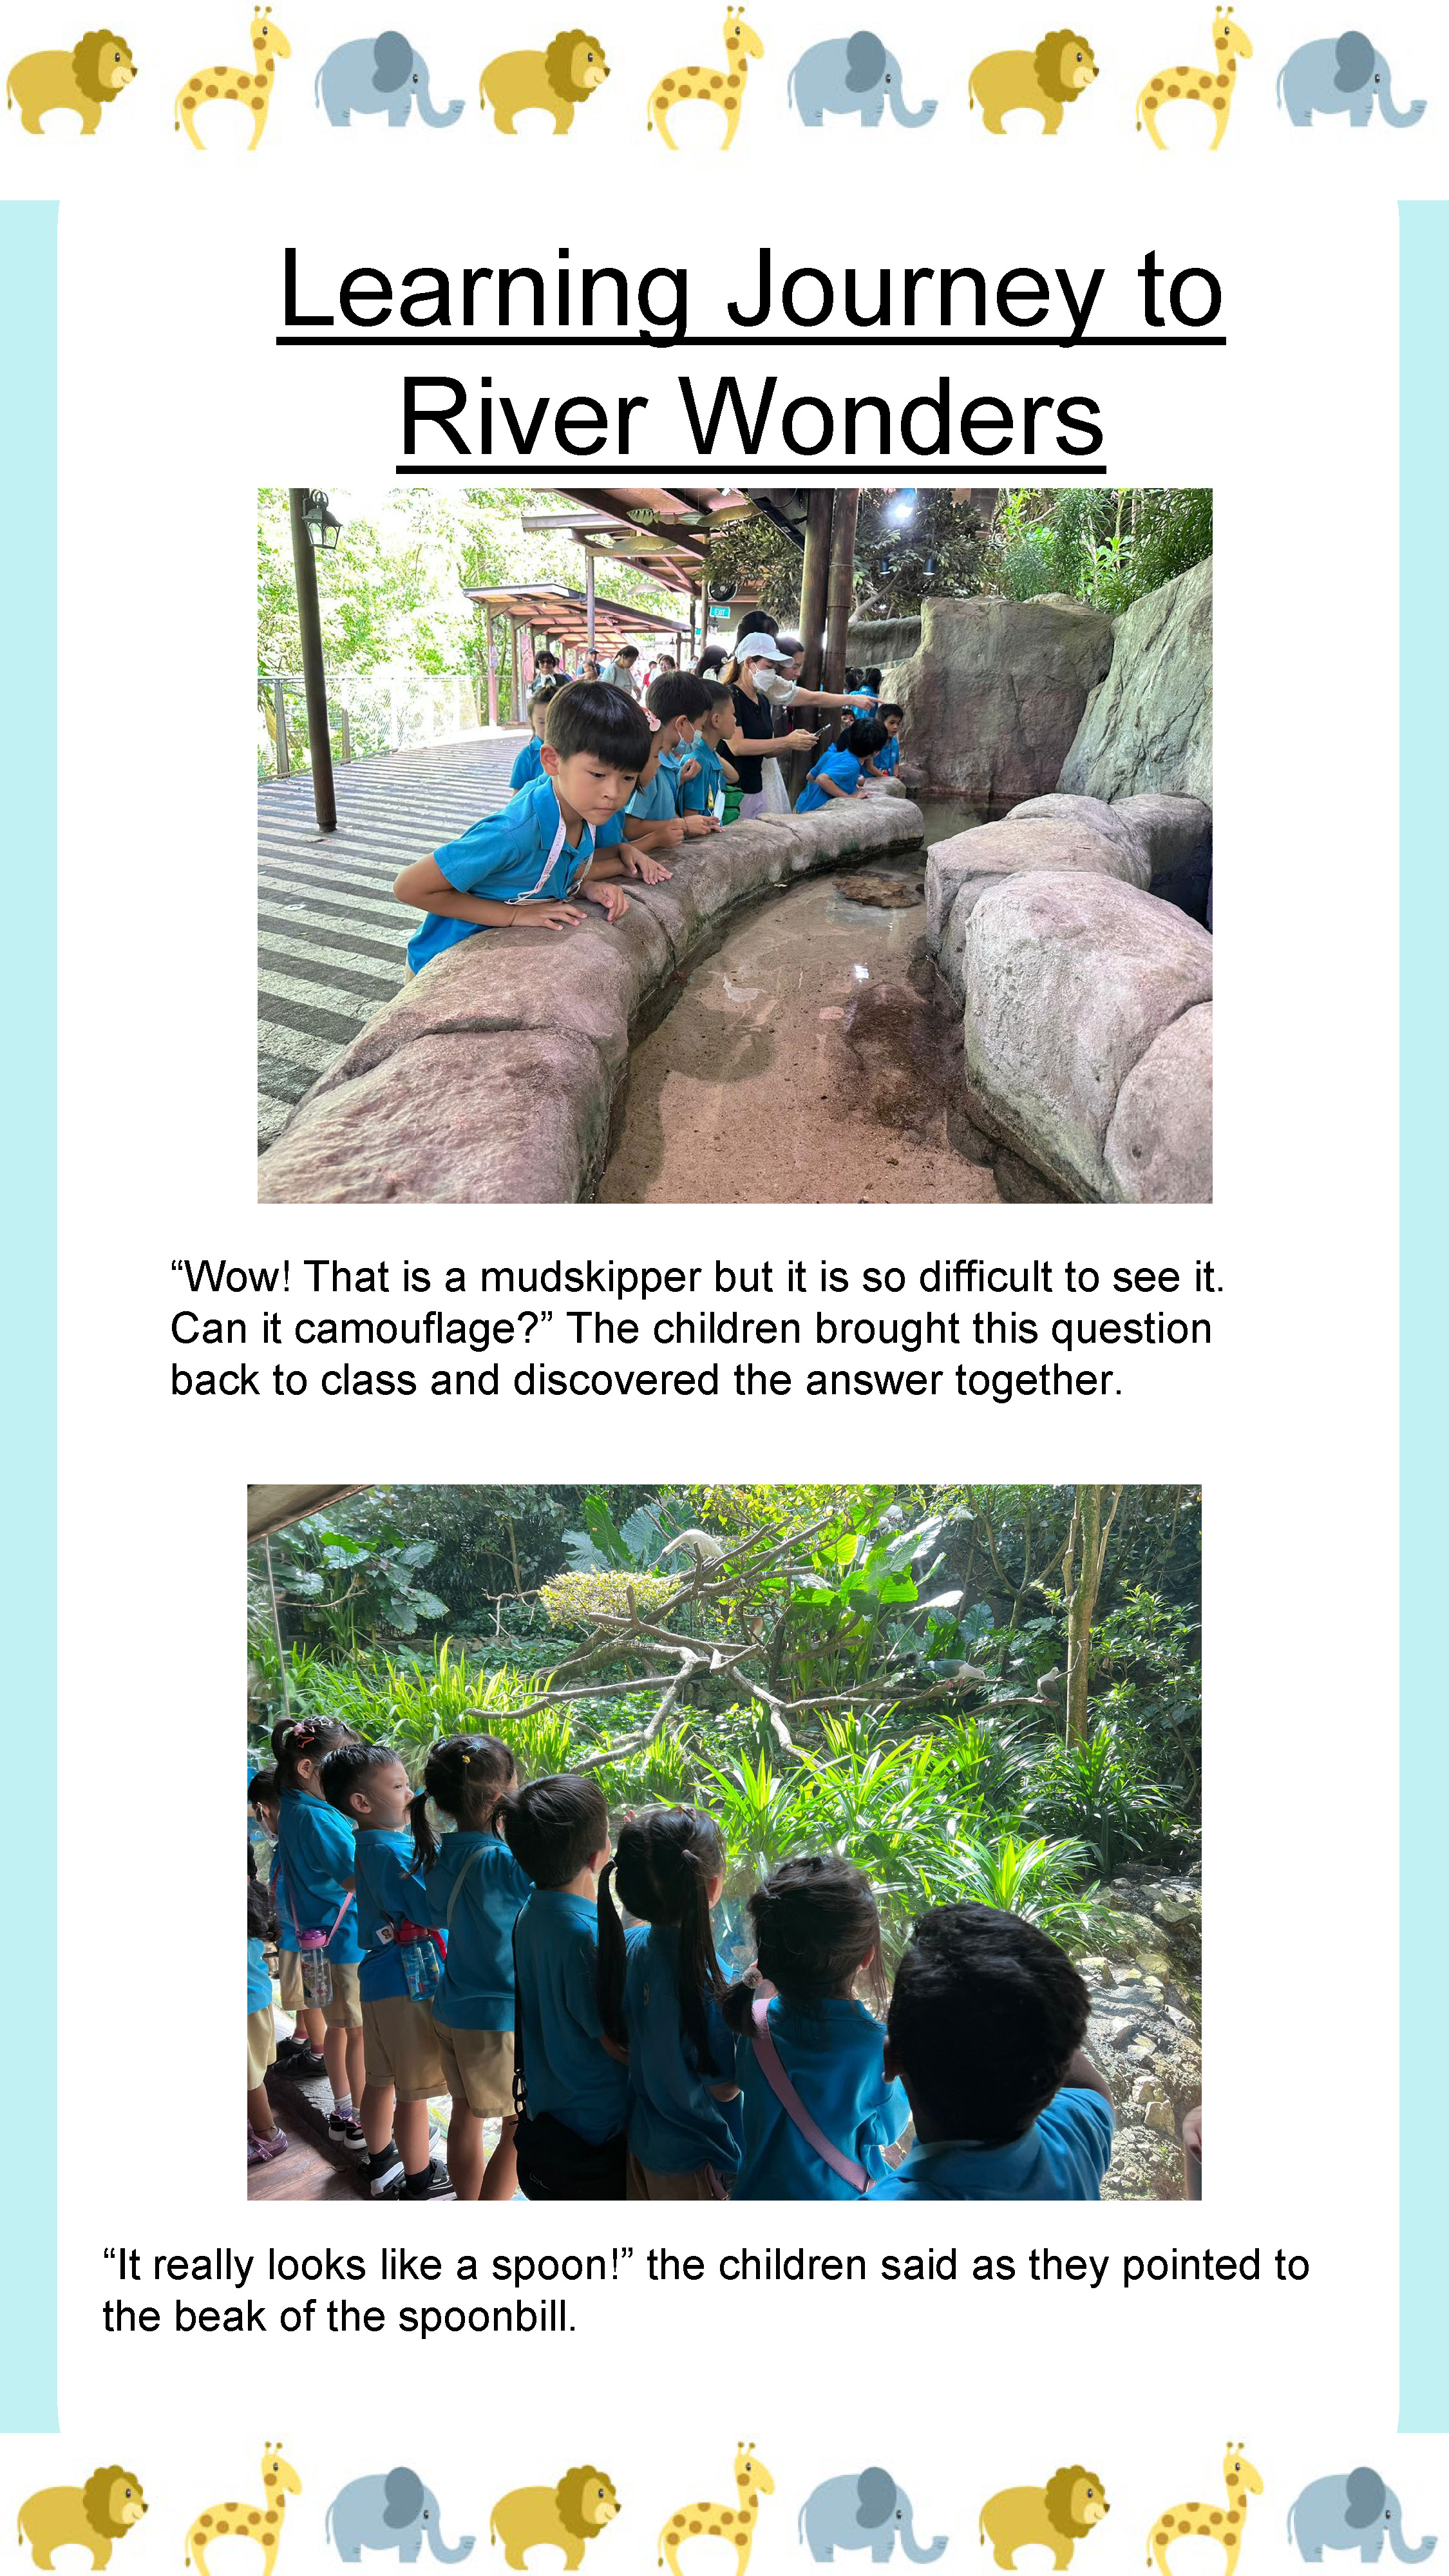 Learning Journey to
River Wonders
EXIT
“Wow! That is a mudskipper but it is so difficult to see it.
Can it camouflage?” The children brought this question
back to class and discovered the answer together.
“It really looks like a spoon!” the children said as they pointed to
the beak of the spoonbill.